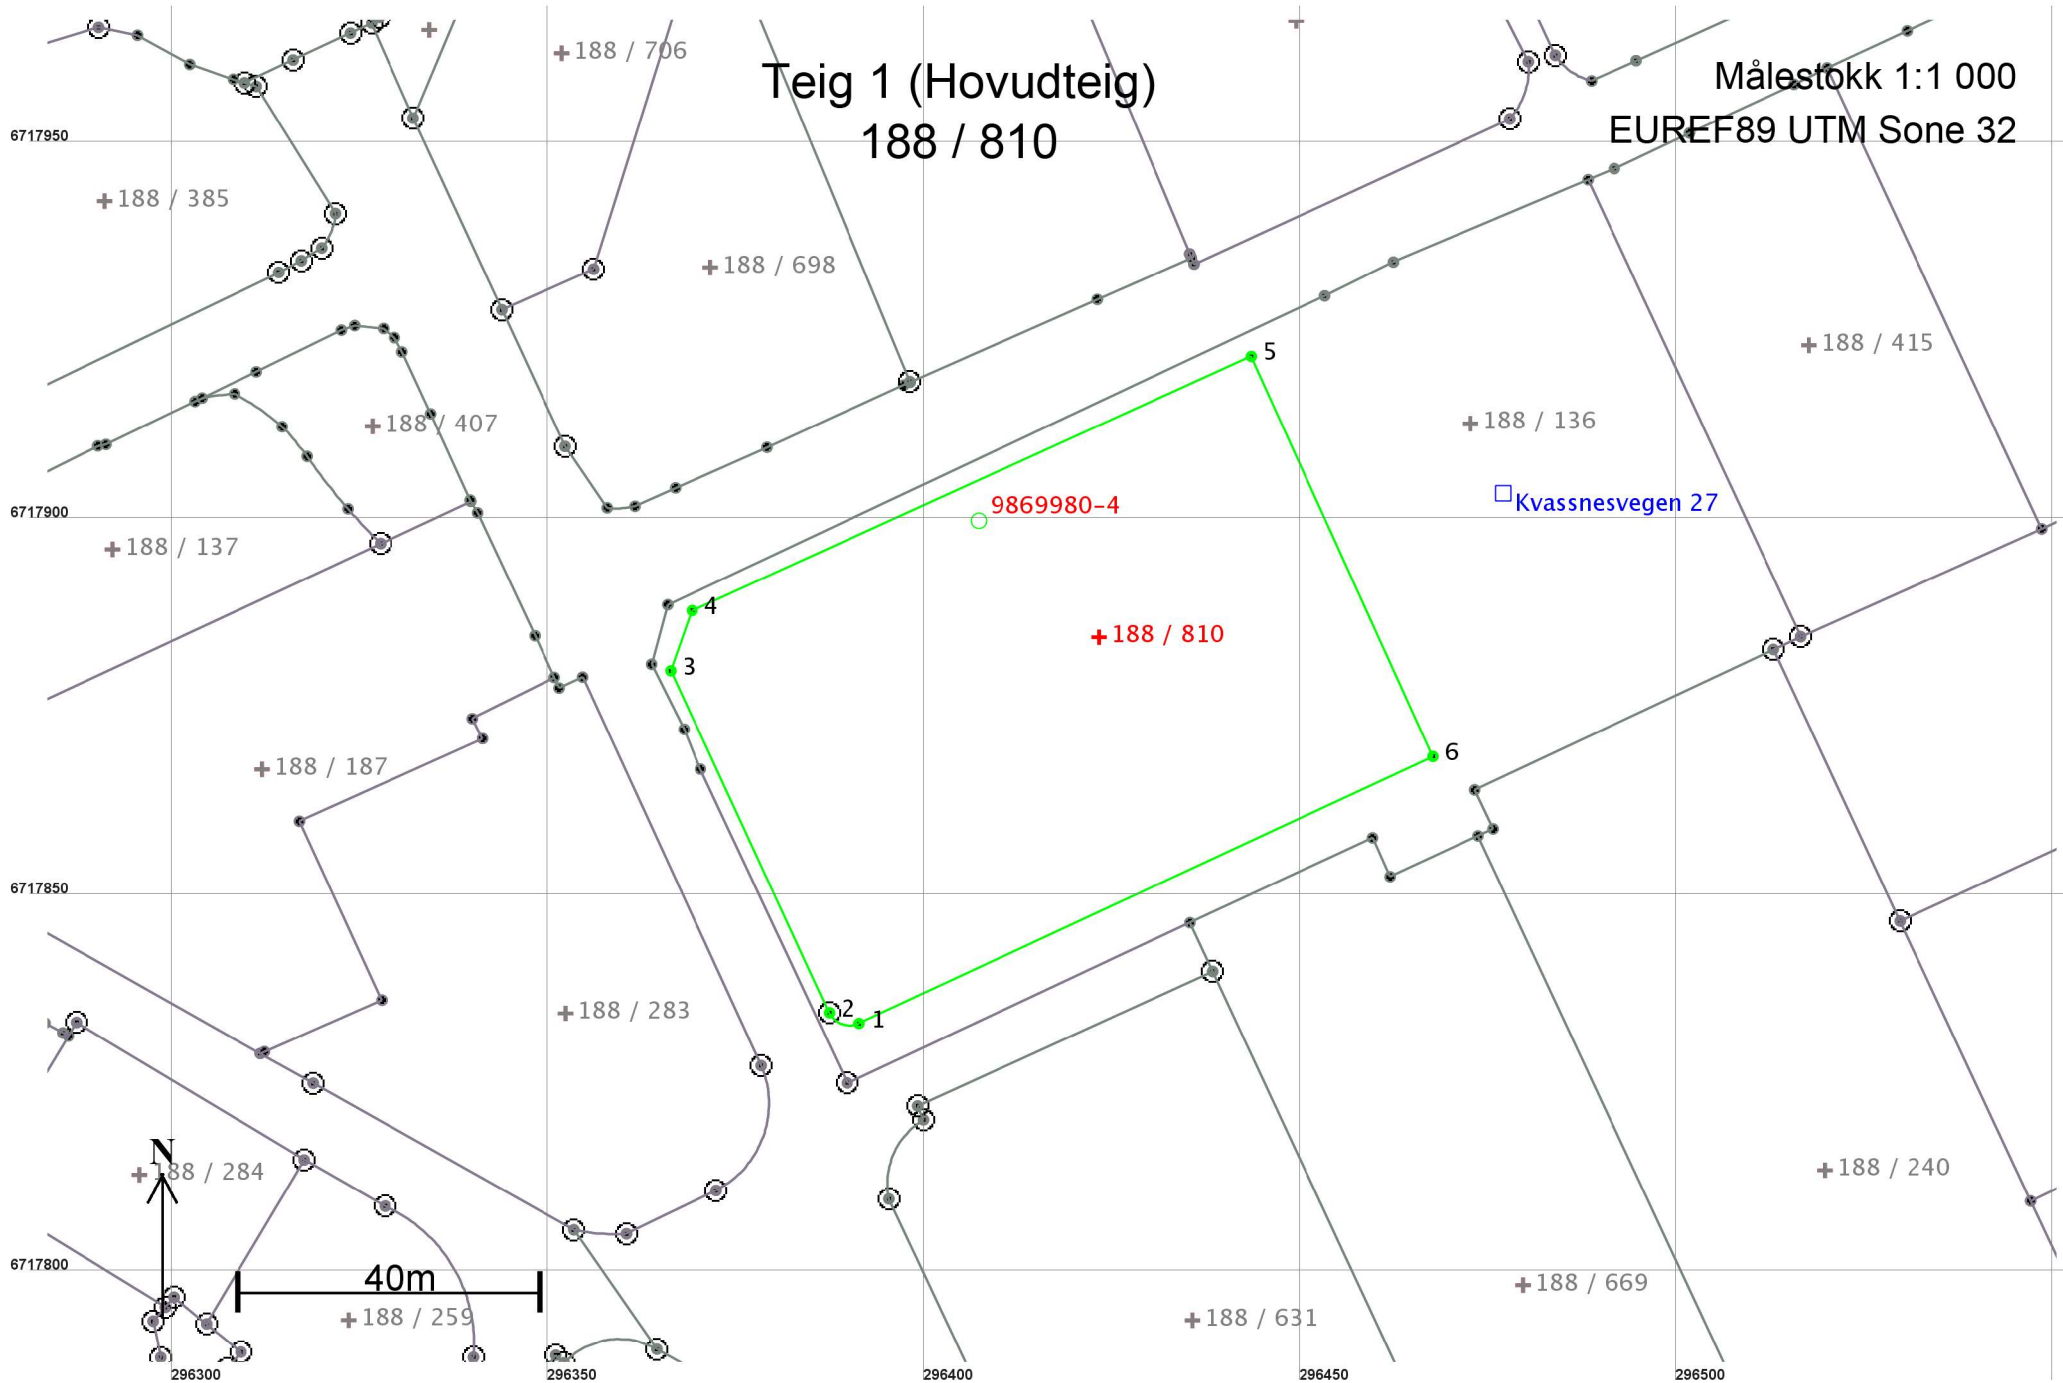 188 / 706
Teig 1 (Hovudteig)
188 / 810
Målestokk 1:1 000
EUREF89 UTM Sone 32
6717950
188 / 385
188 / 698
188 / 415
5
188 / 407
188 / 136
9869980-4
Kvassnesvegen 27
6717900
188 / 137
4
188 / 810
3
6
188 / 187
6717850
2
1
188 / 283
N
188 / 284
188 / 240
6717800
40m
188 / 259
188 / 631
188 / 669
296300
296350
296400
296450
296500